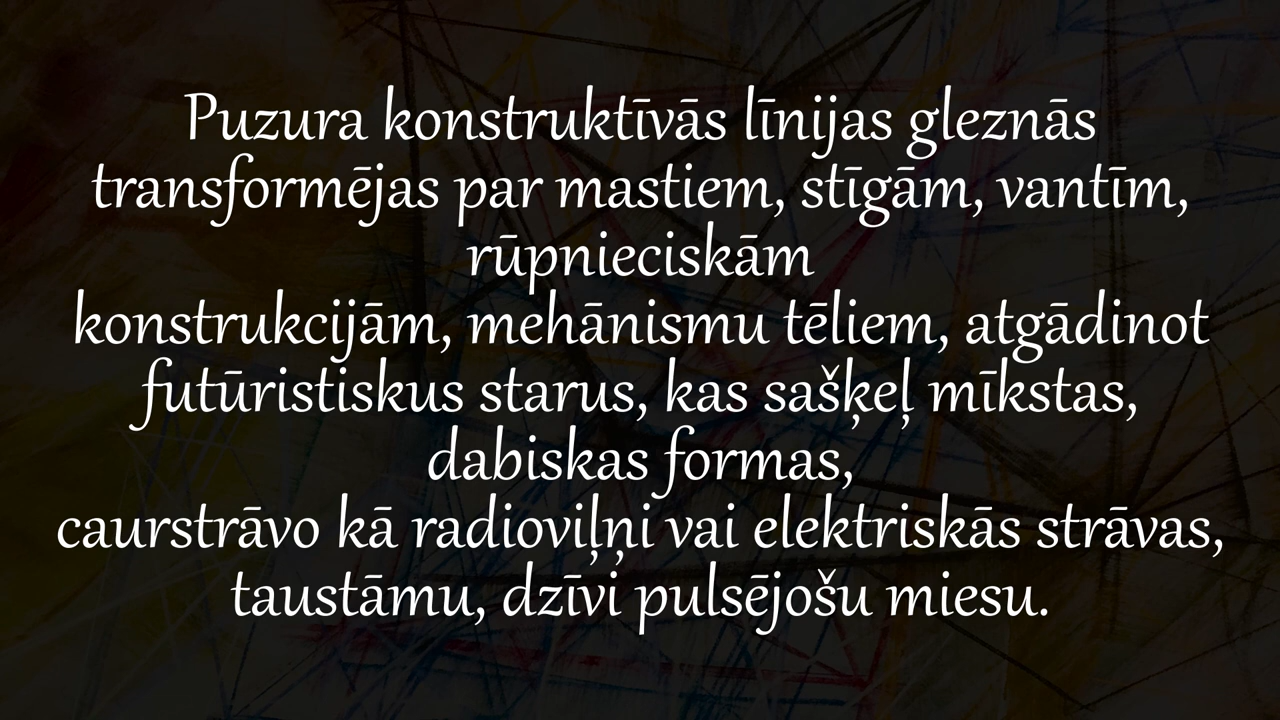 Puzura konstruktīvās līnijas gleznās
transformējas par mastiem, stīgām, vantīm,
rūpnieciskām
konstrukcijām, mehānismu tēliem, atgādinot
futūristiskus starus, kas sašķeļ mīkstas,
dabiskas formas,
caurstrāvo kā radioviļņi vai elektriskās strāvas,
taustāmu, dzīvi pulsējošu miesu.